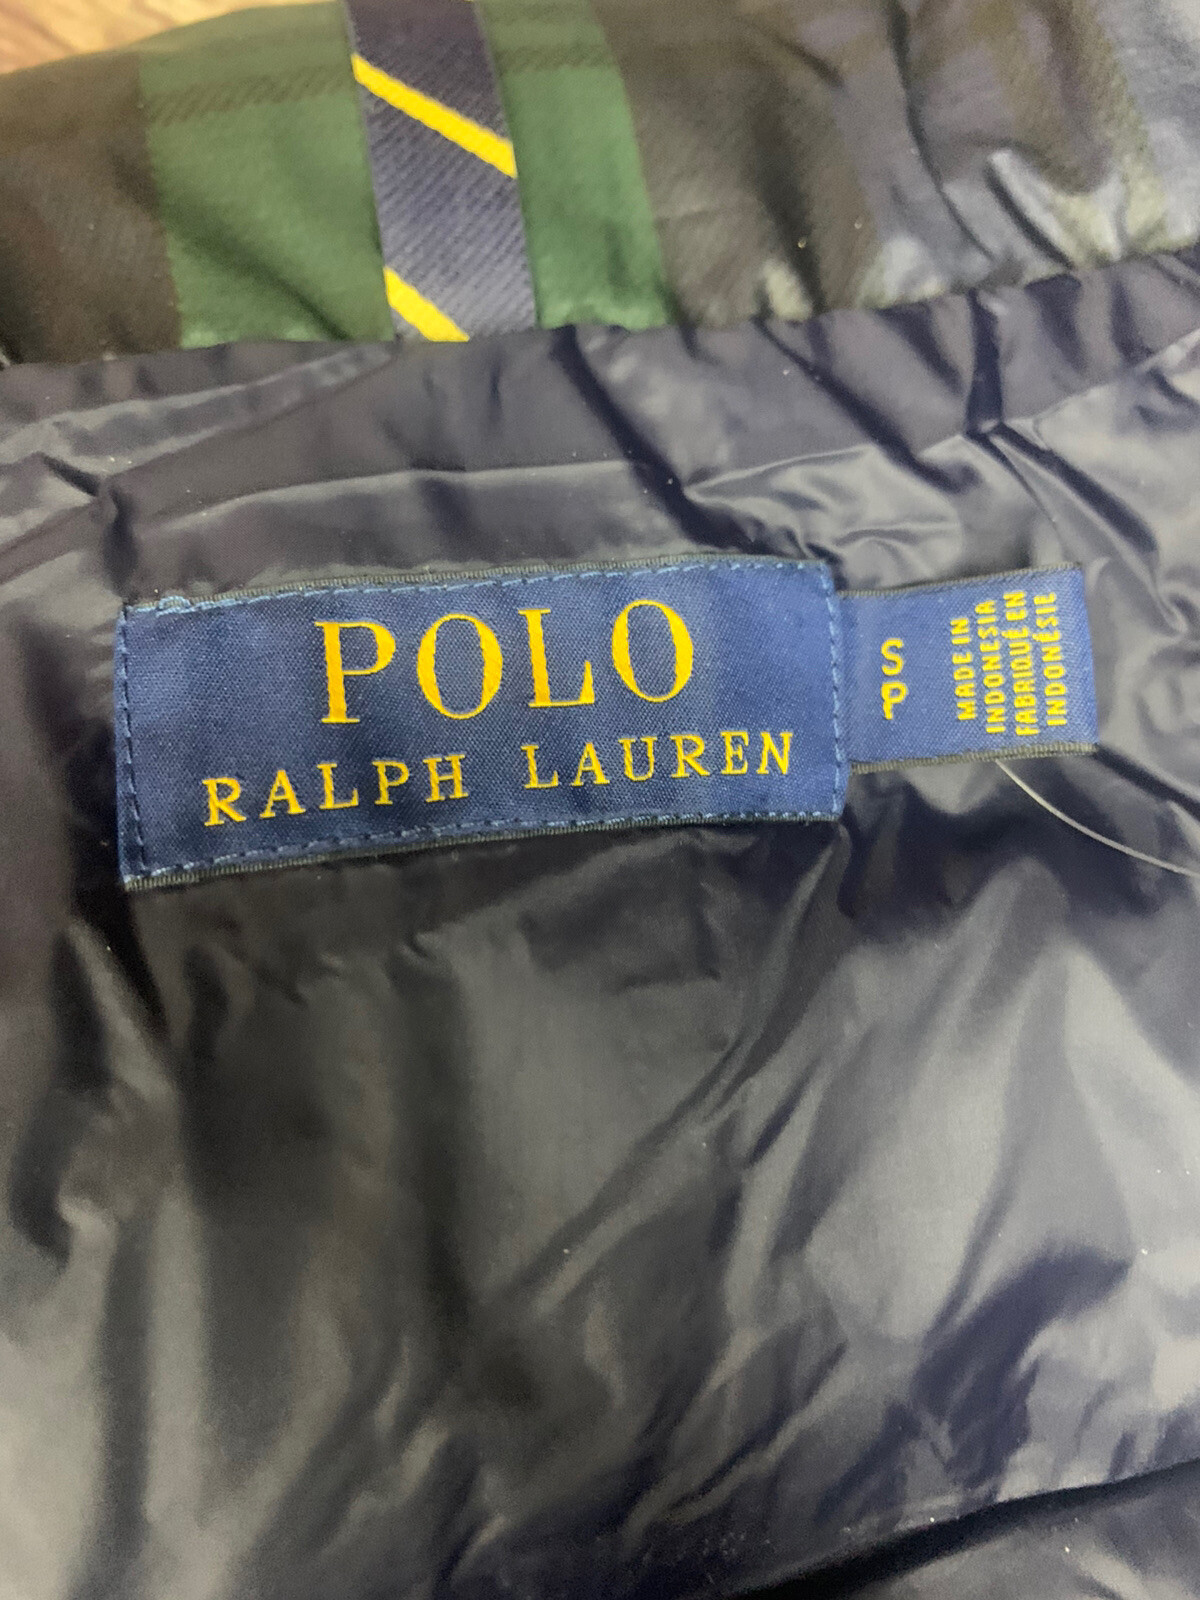 POLO
RALPH LAUREN
S
P
MADE IN
INDONESIA
FABRIQUÉ EN
INDONÉSIE